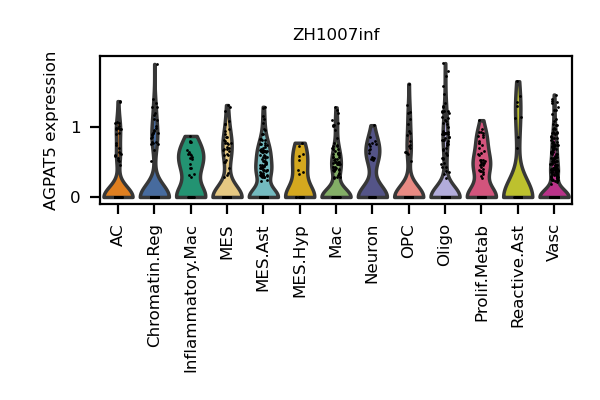 ZH1007inf
AGPAT5 expression
1
0
AC
Chromatin.Reg
Inflammatory.Mac
MES
MES.Ast
MES.Hyp
Mac
Neuron
OPC
Oligo
Prolif.Metab
Reactive.Ast
Vasc